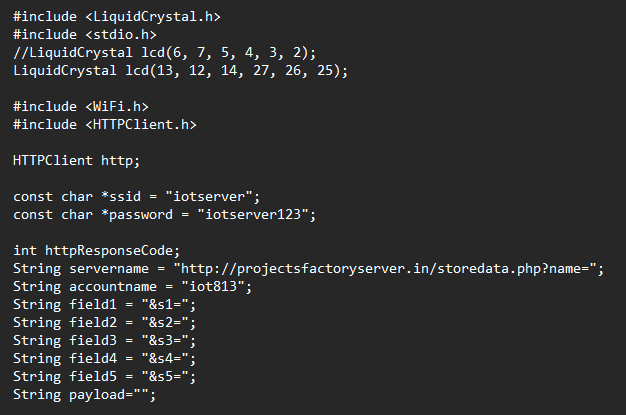 #include <LiquidCrystal.h>
#include <stdio.h>
//LiquidCrystal lcd(6, 7, 5, 4, 3, 2);
LiquidCrystal lcd(13, 12, 14, 27, 26, 25);
#include <WiFi.h>
#include <HTTPClient.h>
HTTPClient http;
const char *ssid = "iotserver";
const char *password = "iotserver123";
int httpResponseCode;
String servername = "http://projectsfactoryserver.in/storedata.php?name=";
String accountname = "iot813";
String field1 = "&s1=";
String field2 = "&s2=";
String field3 = "&s3=";
String field4 = "&s4=";
String field5 = "&s5=";
String payload="";